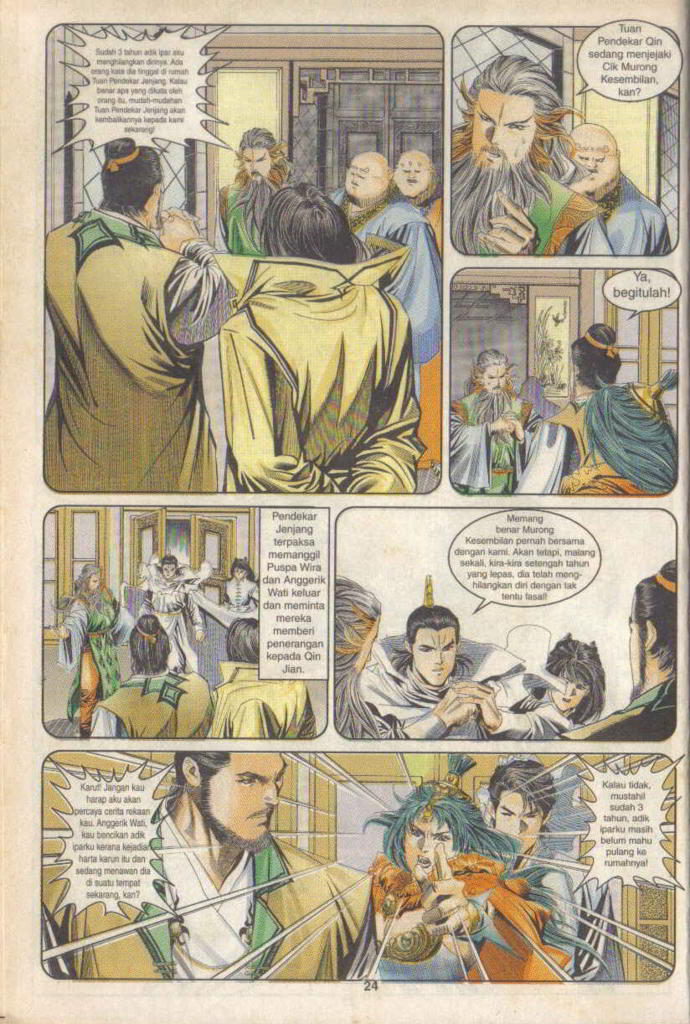 Sudah 3 tahun adik ipar aku
menghilangkan dirinya. Ada
orang kata dia tinggal di rumah
Tuan Pendekar Jenjang. Kalau
benar apa yang dikata oleh
orang itu, mudah-mudahan
Tuan Pendekar Jenjang akan
kembalikannya kepada kami
sekarang!
Tuan
Pendekar Qin
sedang menjejaki
Cik Murong
Kesembilan,
kan?
Ya,
begitulah!
Pendekar
Jenjang
terpaksa
memanggil
Puspa Wira
dan Anggerik
Wati keluar
dan meminta
mereka
memberi
penerangan
kepada Qin
Jian.
Memang
benar Murong
Kesembilan pernah bersama
dengan kami. Akan tetapi, malang
sekali, kira-kira setengah tahun
yang lepas, dia telah meng-
hilangkan diri dengan tak
tentu fasal!
Karut! Jangan kau
harap aku akan
percaya cerita rekaan
kau. Anggerik Wati,
kau bencikan adik
iparku kerana kejadian
harta karun itu dan
sedang menawan dia
di suatu tempat
sekarang, kan?
Kalau tidak,
mustahil
sudah 3
tahun, adik
iparku masih
belum mahu
pulang ke
rumahnya!
24